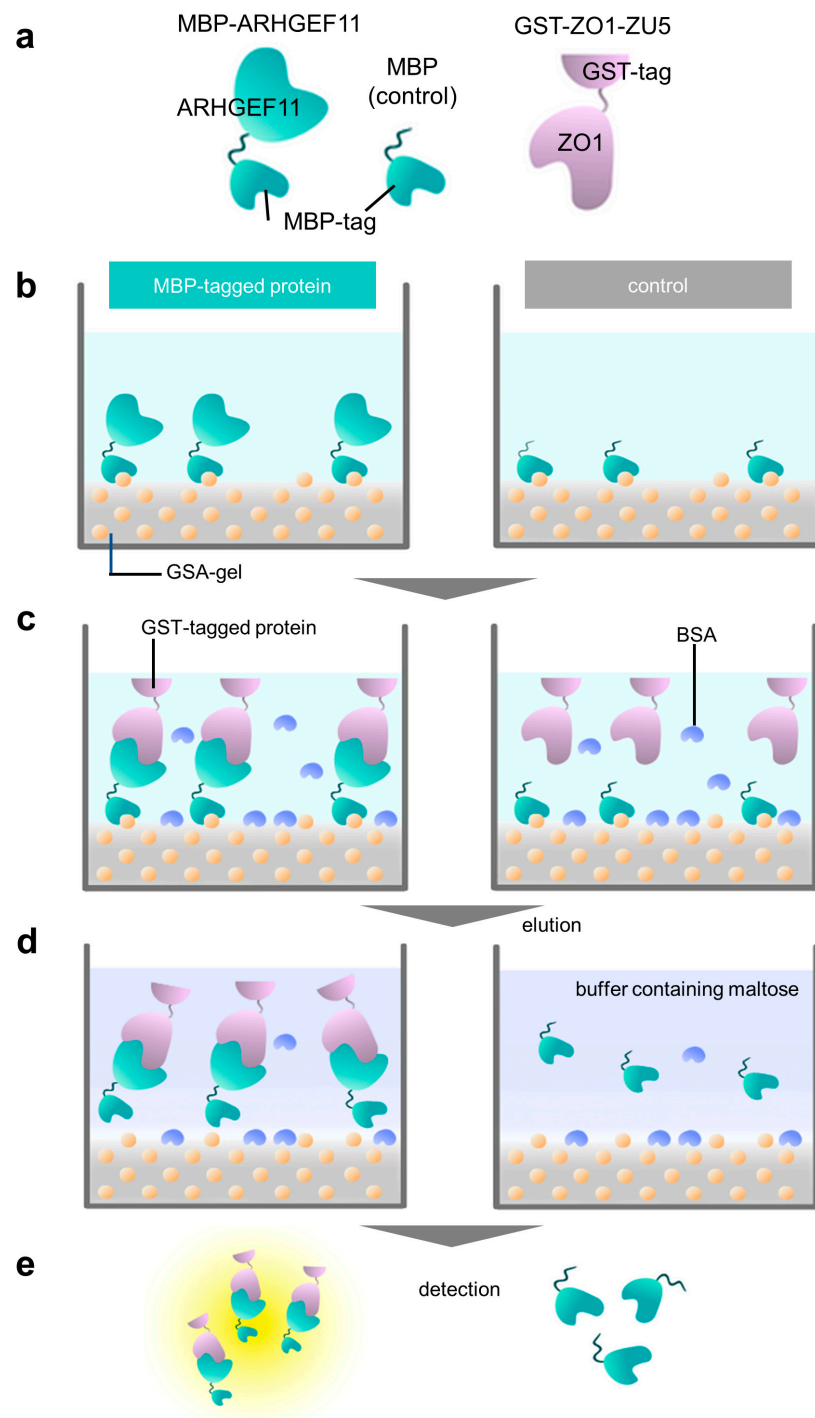 a
MBP-ARHGEF11
GST-ZO1-ZU5
MBP
(control)
GST-tag
ARHGEF11
ZO1
MBP-tag
b
MBP-tagged protein
control
GSA-gel
c
GST-tagged protein
BSA
elution
d
buffer containing maltose
e
detection